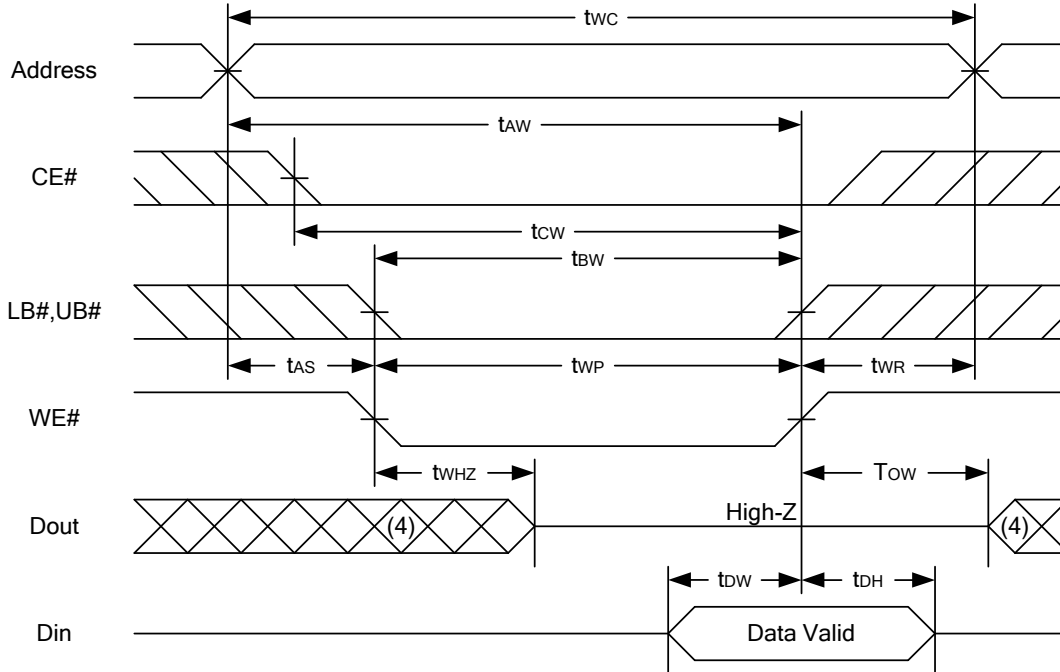 tWC
Address
tAW
CE#
tCW
tBW
LB#,UB#
tAS
tWP
tWR
WE#
tWHZ
TOW
Dout
(4)
High-Z
(4)
tDW
tDH
Din
Data Valid